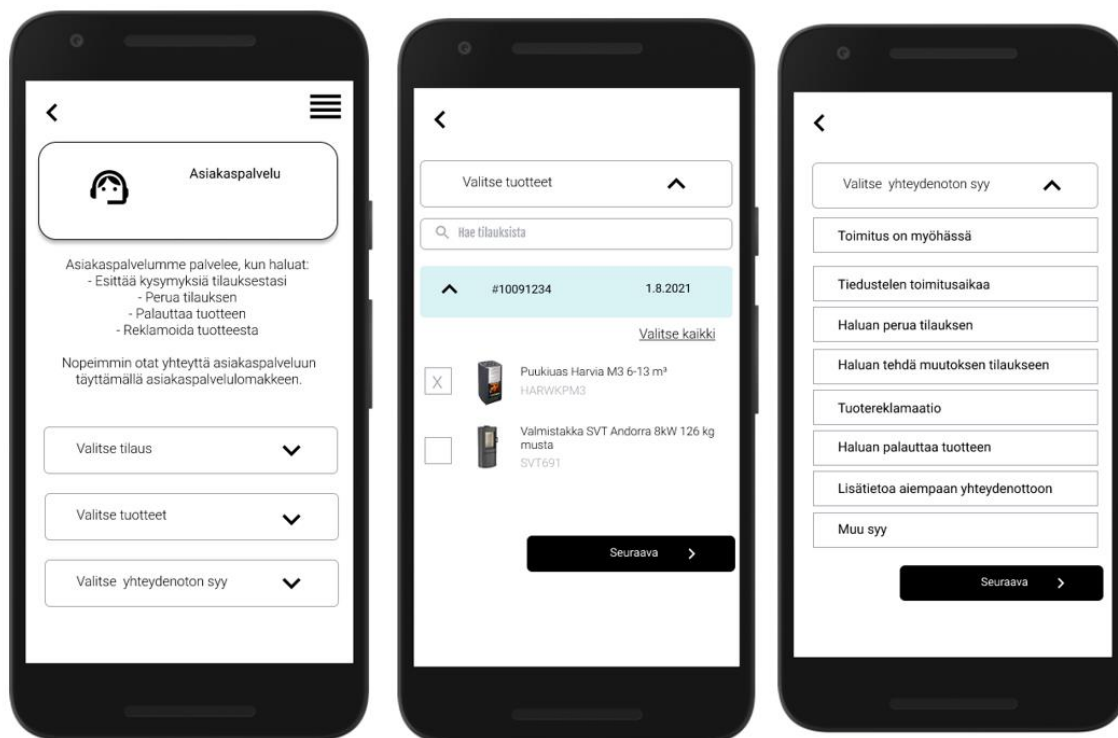 Asiakaspalvelu
Asiakaspalvelumme palvelee, kun haluat:
- Esittää kysymyksiä tilauksestasi
- Perua tilauksen
- Palauttaa tuotteen
- Reklamoida tuotteesta
Nopeimmin otat yhteyttä asiakaspalveluun
täyttämällä asiakaspalvelulomakkeen.
Valitse tilaus
Valitse tuotteet
Valitse yhteydenoton syy
Valitse tuotteet
Hae tilauksista
#10091234 1.8.2021
Valitse kaikki
X
Puukiuas Harvia M3 6-13 m³
HARWKPM3
Valmistakka SVT Andorra 8kW 126 kg
musta
SVT691
Seuraava
Valitse yhteydenoton syy
Toimitus on myöhässä
Tiedustelen toimitusaikaa
Haluan perua tilauksen
Haluan tehdä muutoksen tilaukseen
Tuotereklamaatio
Haluan palauttaa tuotteen
Lisätietoa aiempaan yhteydenottoon
Muu syy
Seuraava